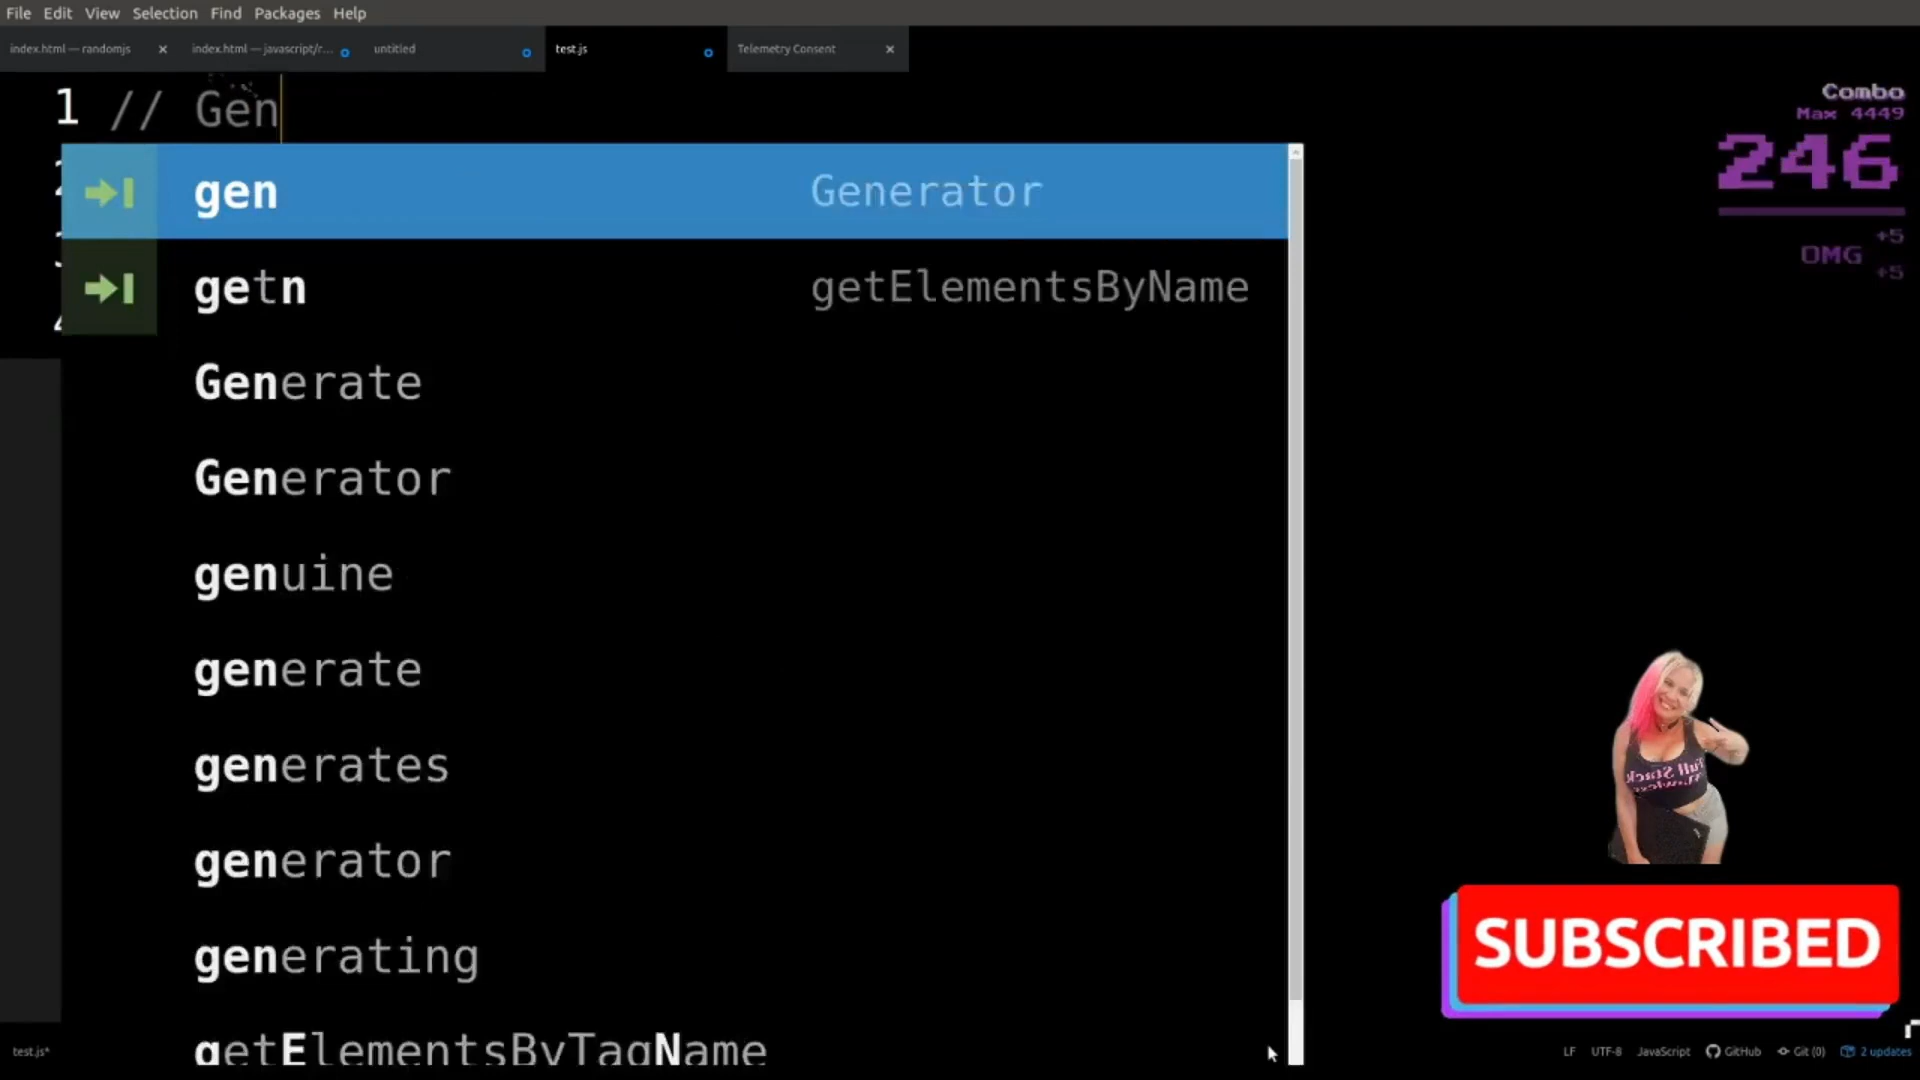 File Edit View Selection Find Packages Help
index.html — randomjs
index.html — javascript/r...
untitled
test.js
Telemetry Consent
1 // Gen
gen Generator
getn getElementsByName
Generate
Generator
genuine
generate
generates
generator
generating
getElementsByTagName
Combo
Max 4449
246
+5
OMG
+5
Full Stack
SUBSCRIBED
test.js*
LF UTF-8 JavaScript GitHub Git (0) 2 updates